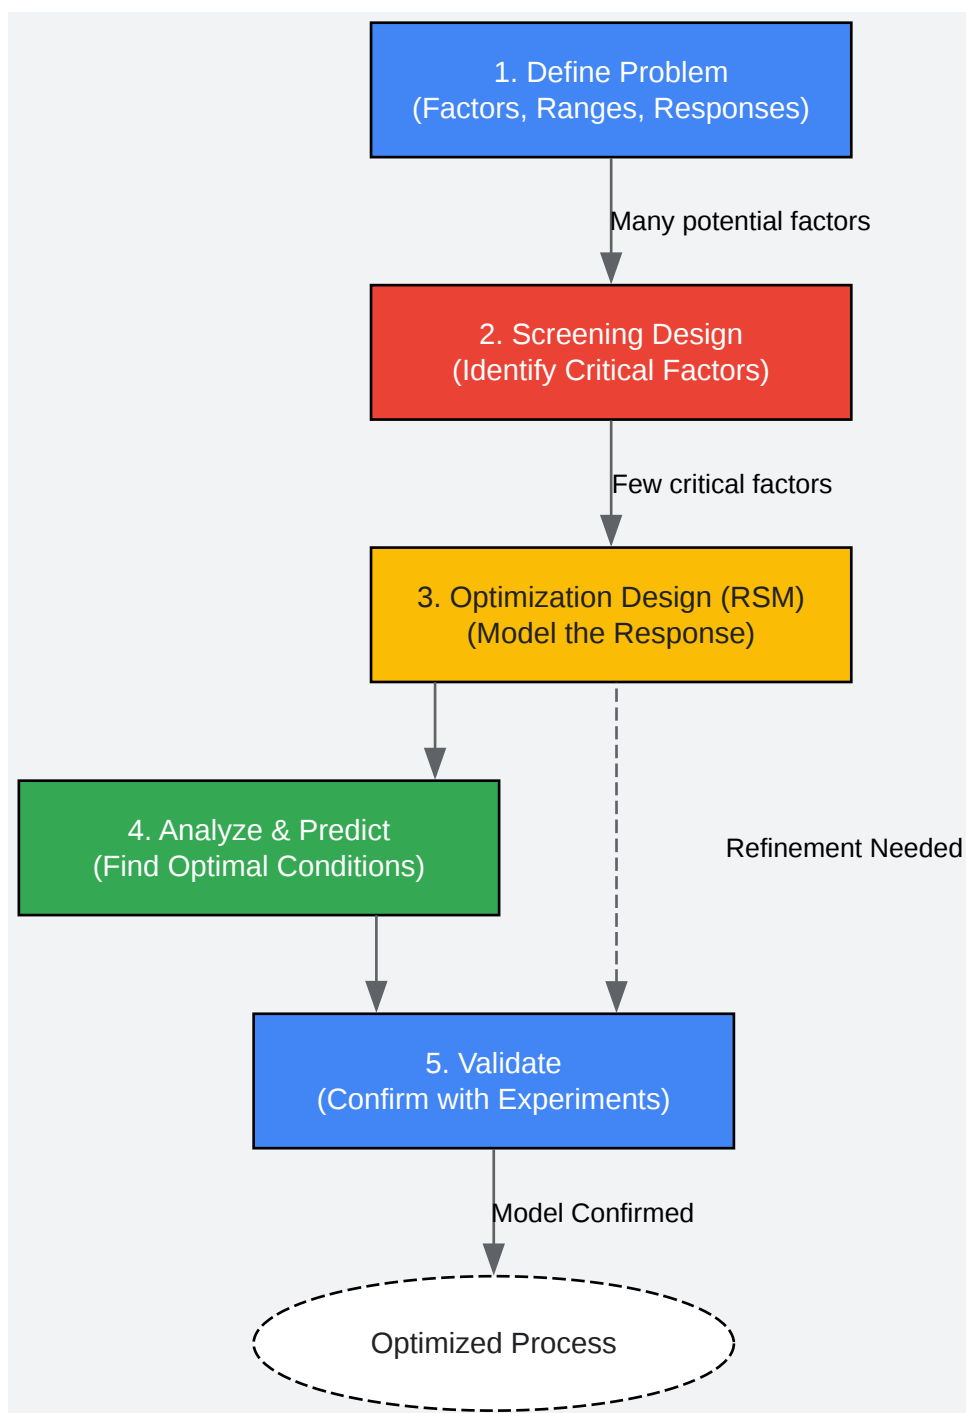 1. Define Problem
(Factors, Ranges, Responses)
Many potential factors
2. Screening Design
(Identify Critical Factors)
Few critical factors
3. Optimization Design (RSM)
(Model the Response)
4. Analyze & Predict
(Find Optimal Conditions)
Refinement Needed
5. Validate
(Confirm with Experiments)
Model Confirmed
Optimized Process